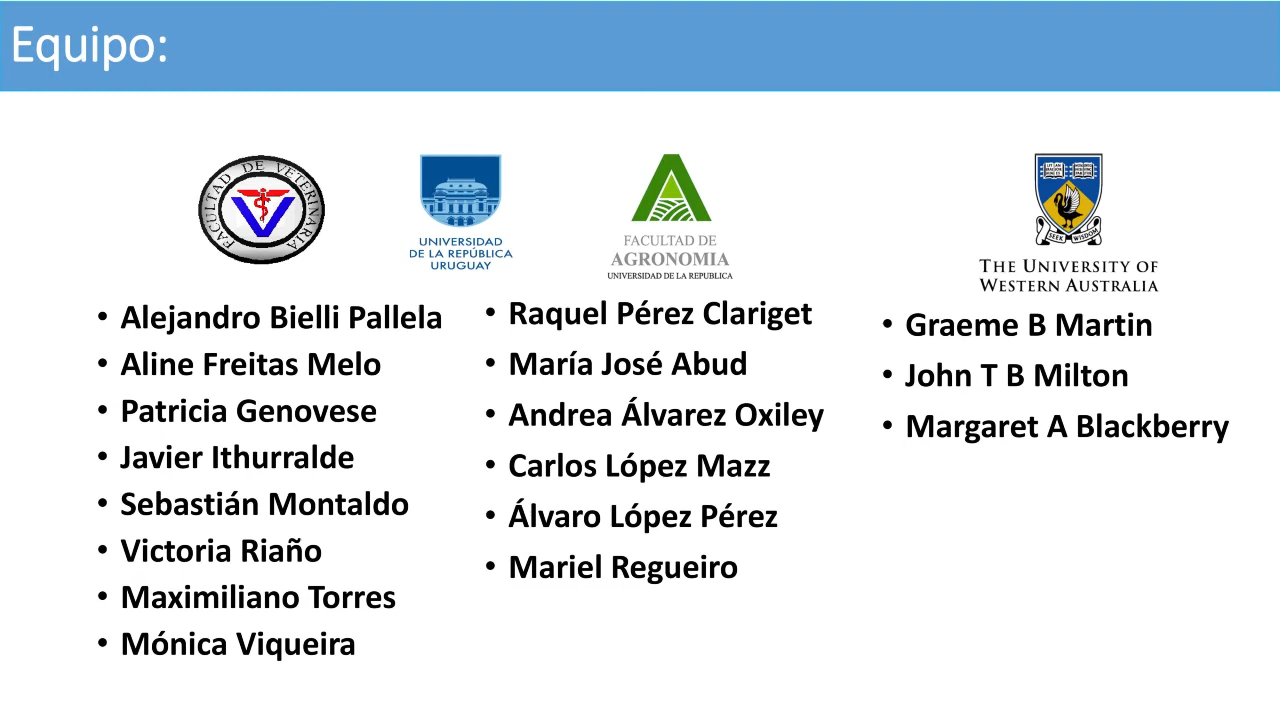 Equipo:
FACULTAD DE VETERINARIA
UNIVERSIDAD
DE LA REPÚBLICA
URUGUAY
FACULTAD DE
AGRONOMIA
UNIVERSIDAD DE LA REPUBLICA
SEEK WISDOM
THE UNIVERSITY OF
WESTERN AUSTRALIA
• Alejandro Bielli Pallela
• Aline Freitas Melo
• Patricia Genovese
• Javier Ithurralde
• Sebastián Montaldo
• Victoria Riaño
• Maximiliano Torres
• Mónica Viqueira
• Raquel Pérez Clariget
• María José Abud
• Andrea Álvarez Oxiley
• Carlos López Mazz
• Álvaro López Pérez
• Mariel Regueiro
• Graeme B Martin
• John T B Milton
• Margaret A Blackberry